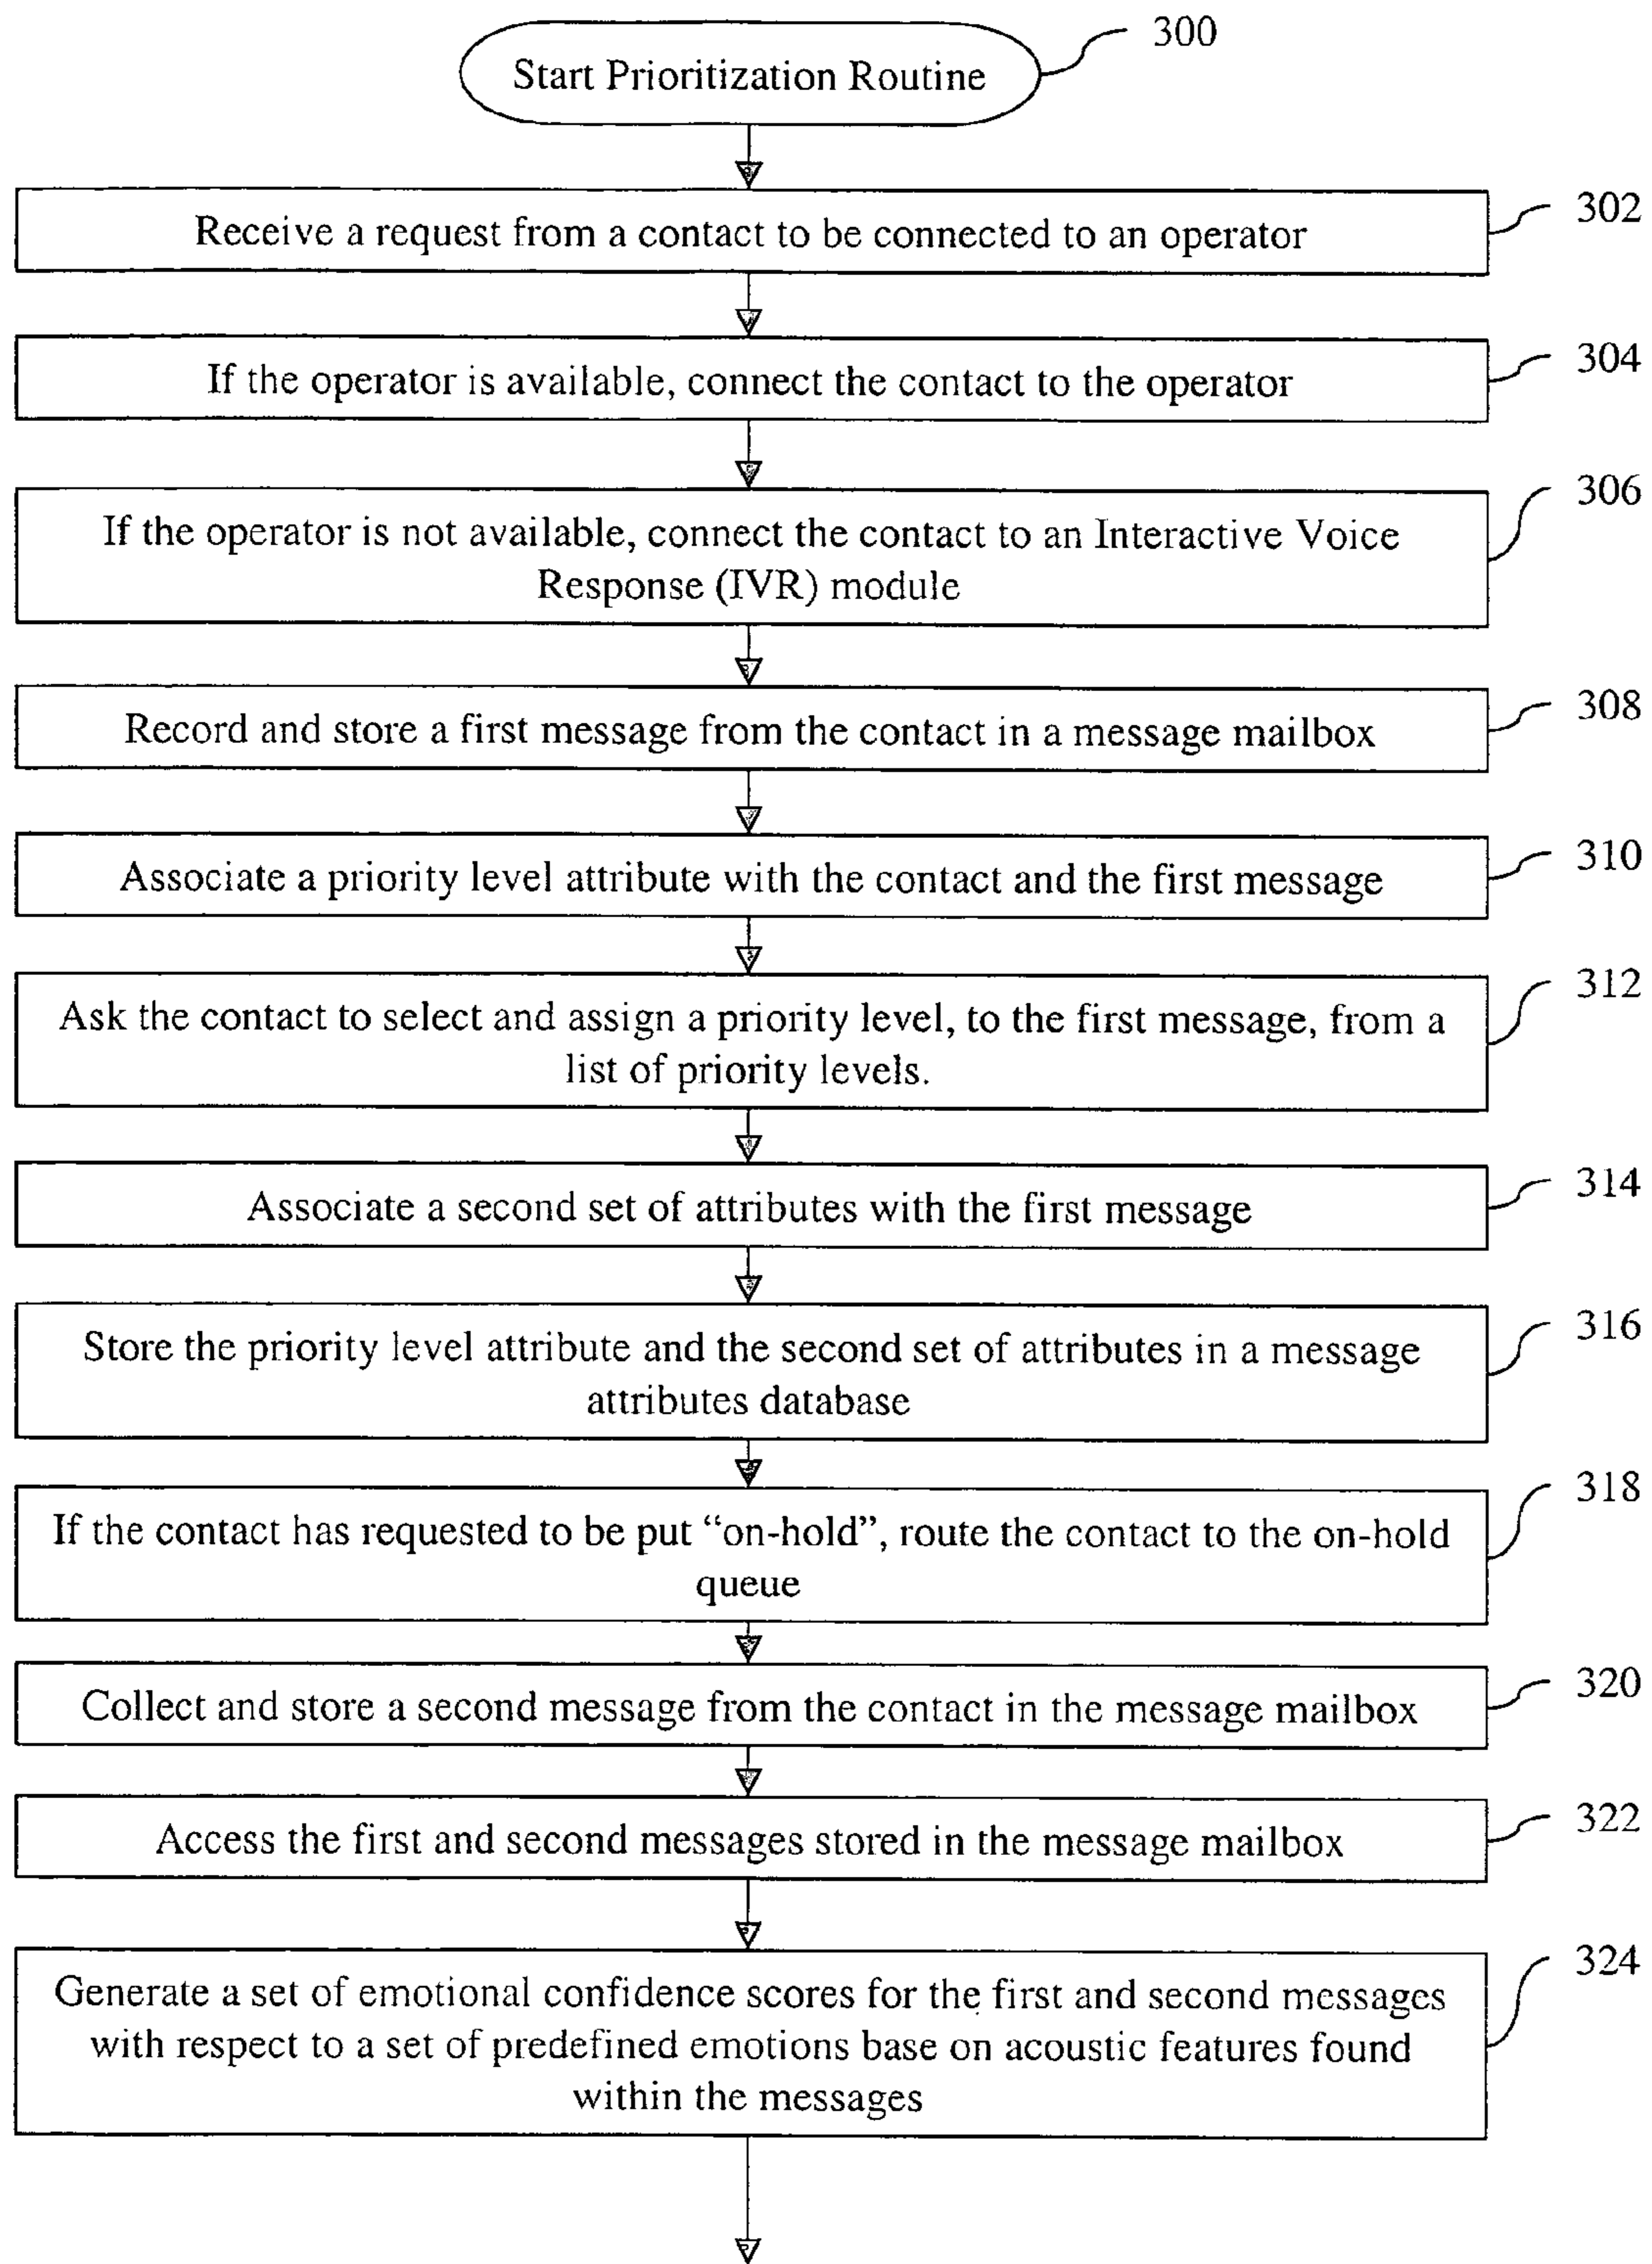 300
Start Prioritization Routine
302
Receive a request from a contact to be connected to an operator
304
If the operator is available, connect the contact to the operator
306
If the operator is not available, connect the contact to an Interactive Voice
Response (IVR) module
308
Record and store a first message from the contact in a message mailbox
310
Associate a priority level attribute with the contact and the first message
312
Ask the contact to select and assign a priority level, to the first message, from a
list of priority levels.
314
Associate a second set of attributes with the first message
316
Store the priority level attribute and the second set of attributes in a message
attributes database
318
If the contact has requested to be put “on-hold”, route the contact to the on-hold
queue
320
Collect and store a second message from the contact in the message mailbox
322
Access the first and second messages stored in the message mailbox
324
Generate a set of emotional confidence scores for the first and second messages
with respect to a set of predefined emotions base on acoustic features found
within the messages